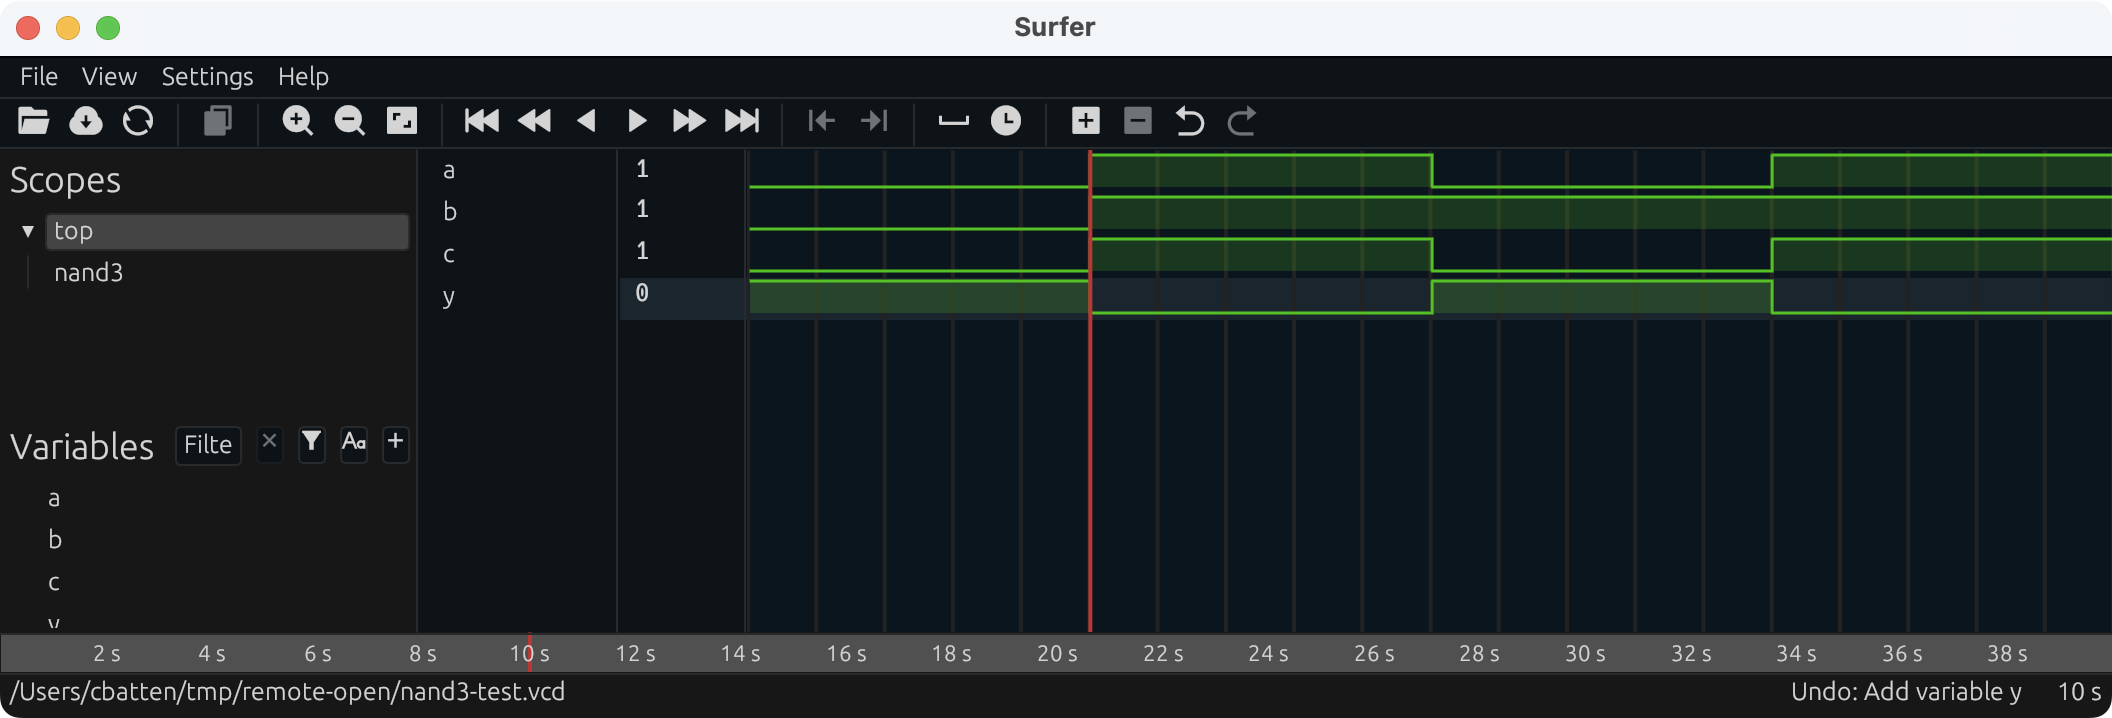 Surfer
File View Settings Help
Scopes
top
nand3
Variables Filte Aa
a
b
c
y
a 1
b 1
c 1
y 0
2 s 4 s 6 s 8 s 10 s 12 s 14 s 16 s 18 s 20 s 22 s 24 s 26 s 28 s 30 s 32 s 34 s 36 s 38 s
/Users/cbatten/tmp/remote-open/nand3-test.vcd Undo: Add variable y 10 s